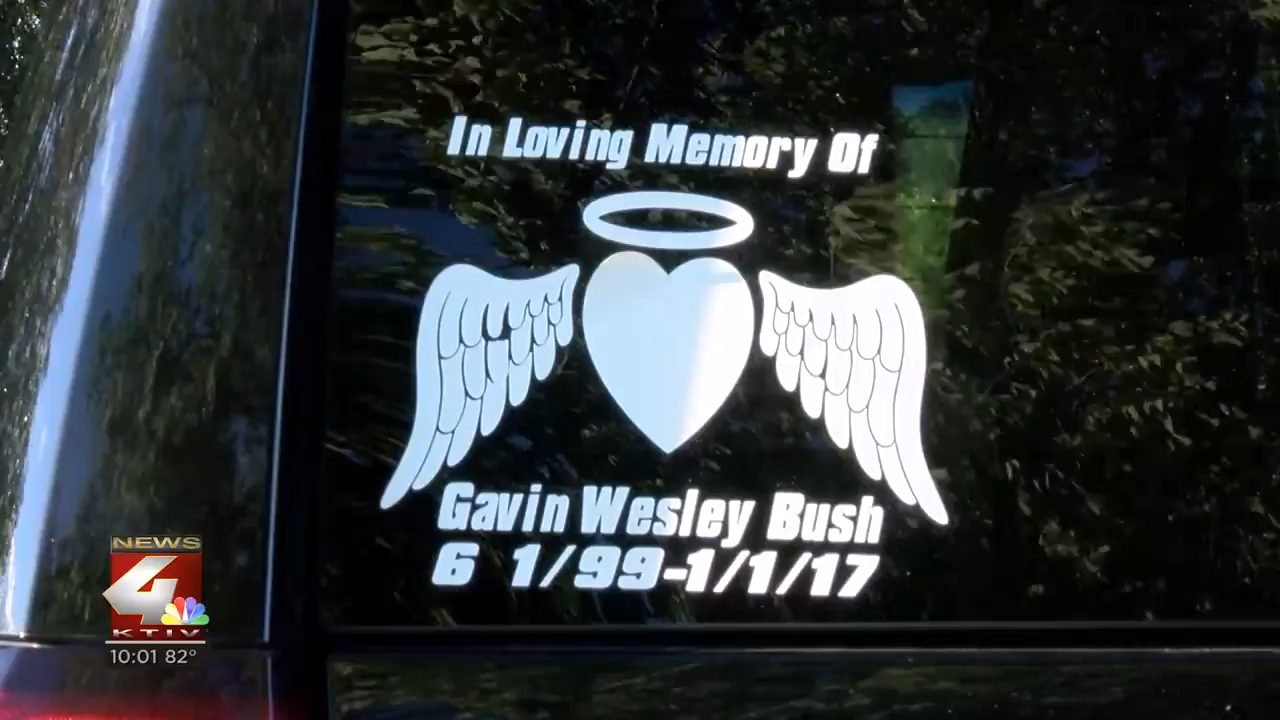 In Loving Memory Of
Gavin Wesley Bush
6 1/99-1/1/17
NEWS
4
KTIV
10:01 82°